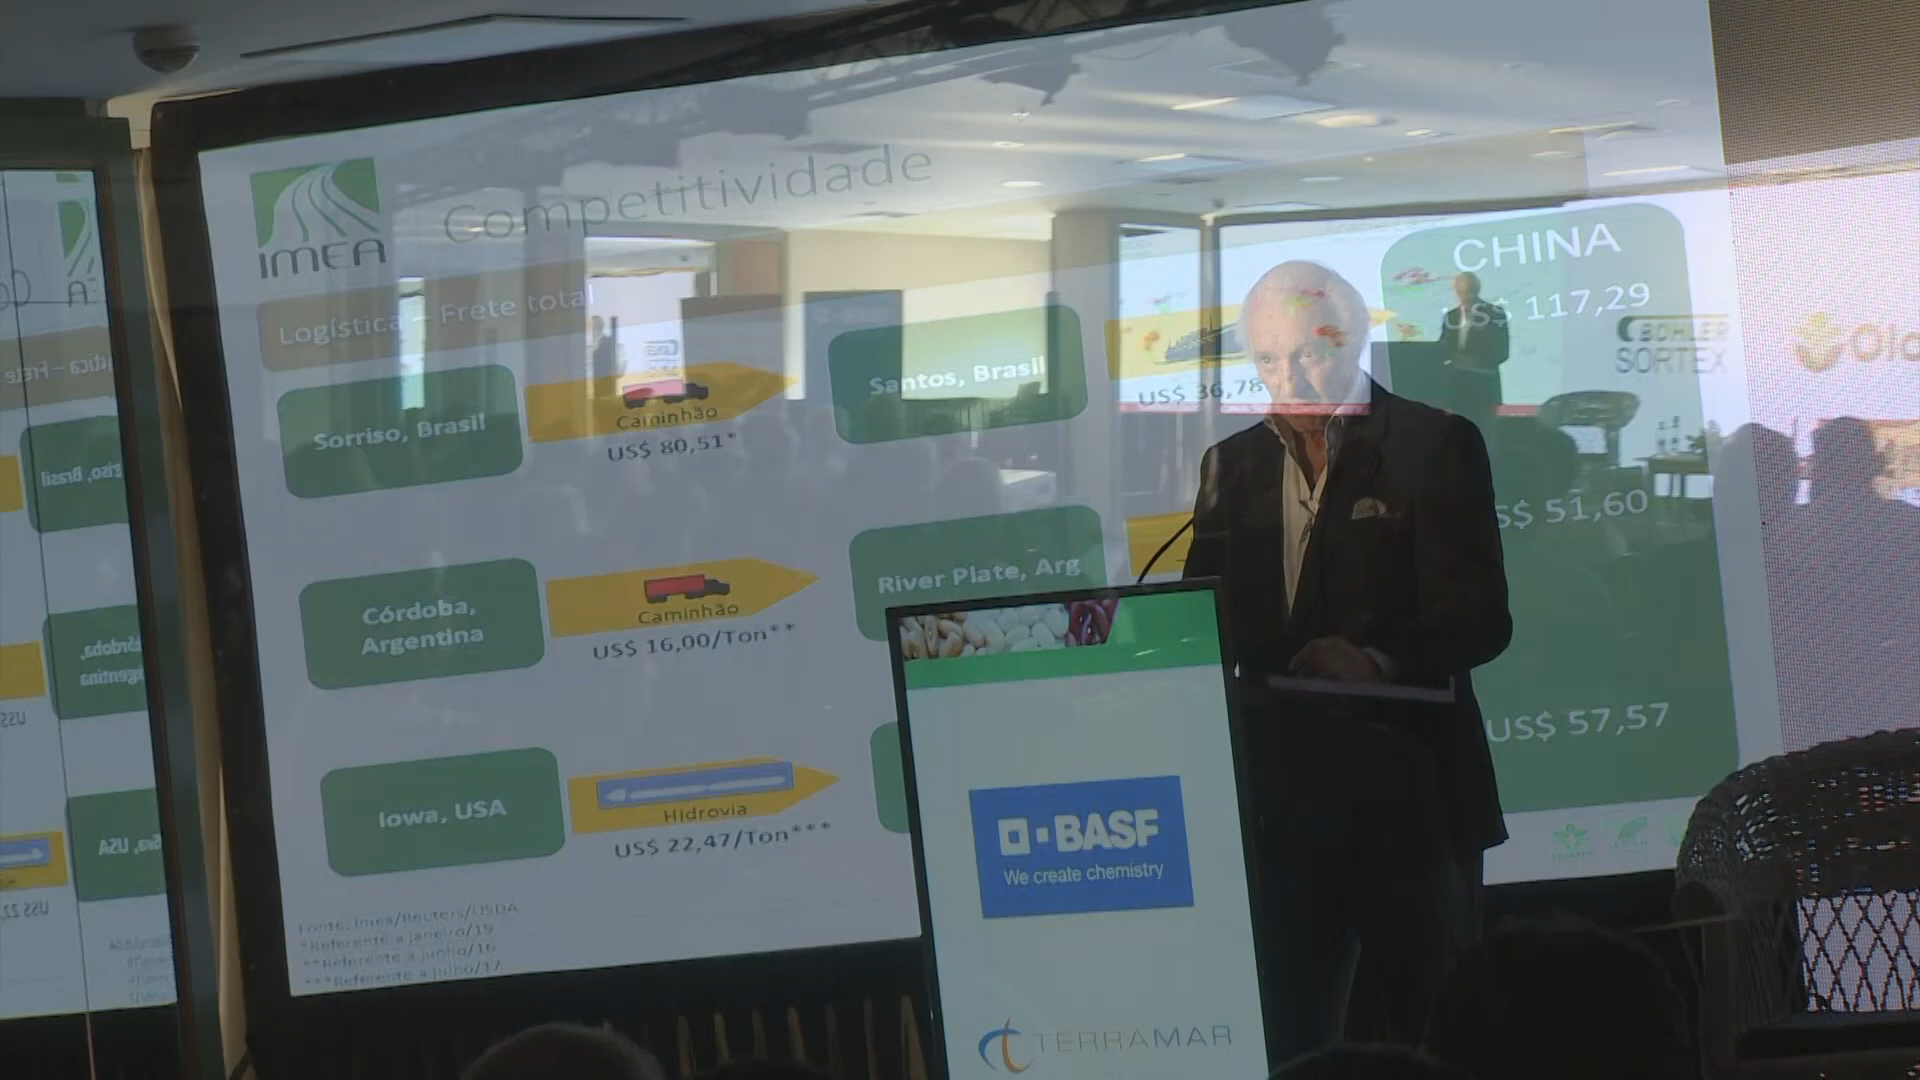 IMEA
Competitividade
Logística – Frete total
CHINA
US$ 117,29
Sorriso, Brasil
Caminhão
US$ 80,51*
Santos, Brasil
US$ 36,78
BÜHLER
SORTEX
S$ 51,60
Córdoba,
Argentina
Caminhão
US$ 16,00/Ton**
River Plate, Arg
US$ 57,57
Iowa, USA
Hidrovia
US$ 22,47/Ton***
Fonte: Imea/Reuters/USDA
*Referente a janeiro/19
**Referente a junho/16
***Referente a julho/17
BASF
We create chemistry
TERRAMAR